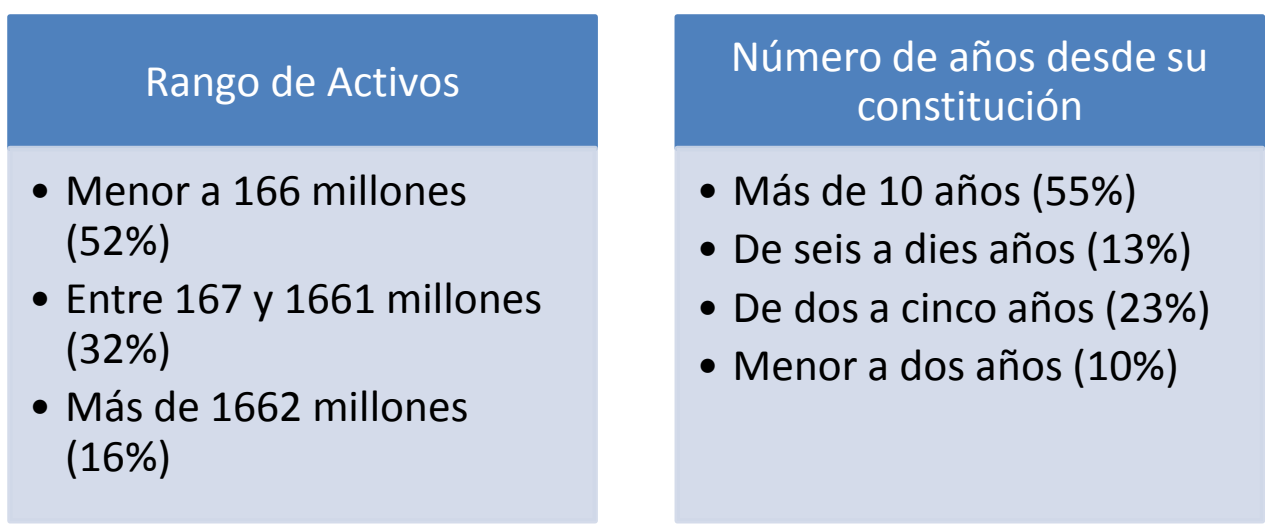 Rango de Activos
• Menor a 166 millones
(52%)
• Entre 167 y 1661 millones
(32%)
• Más de 1662 millones
(16%)
Número de años desde su
constitución
• Más de 10 años (55%)
• De seis a dies años (13%)
• De dos a cinco años (23%)
• Menor a dos años (10%)